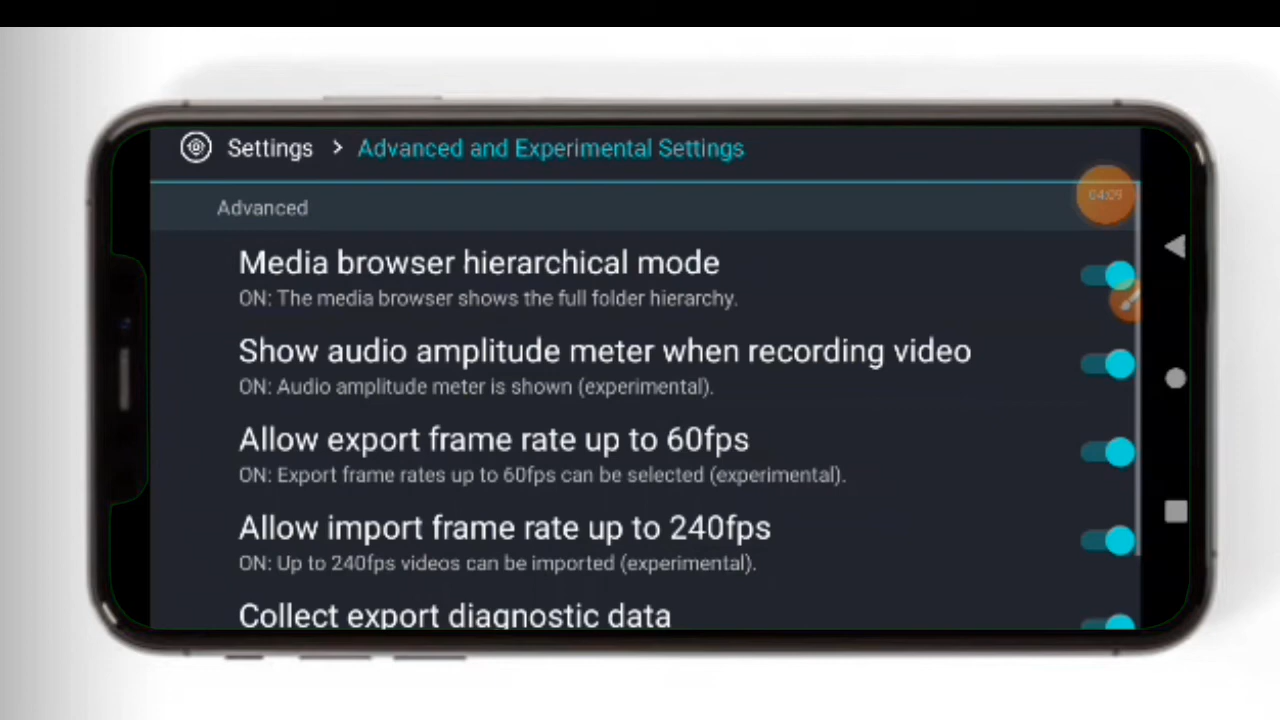 Settings > Advanced and Experimental Settings
Advanced
04:09
Media browser hierarchical mode
ON: The media browser shows the full folder hierarchy.
Show audio amplitude meter when recording video
ON: Audio amplitude meter is shown (experimental).
Allow export frame rate up to 60fps
ON: Export frame rates up to 60fps can be selected (experimental).
Allow import frame rate up to 240fps
ON: Up to 240fps videos can be imported (experimental).
Collect export diagnostic data